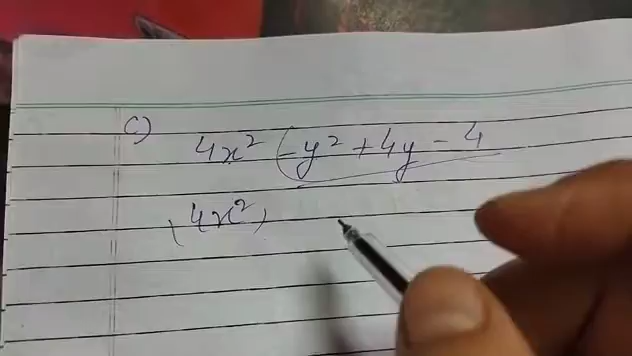 c) 4x² (-y² + 4y - 4
(4x²)